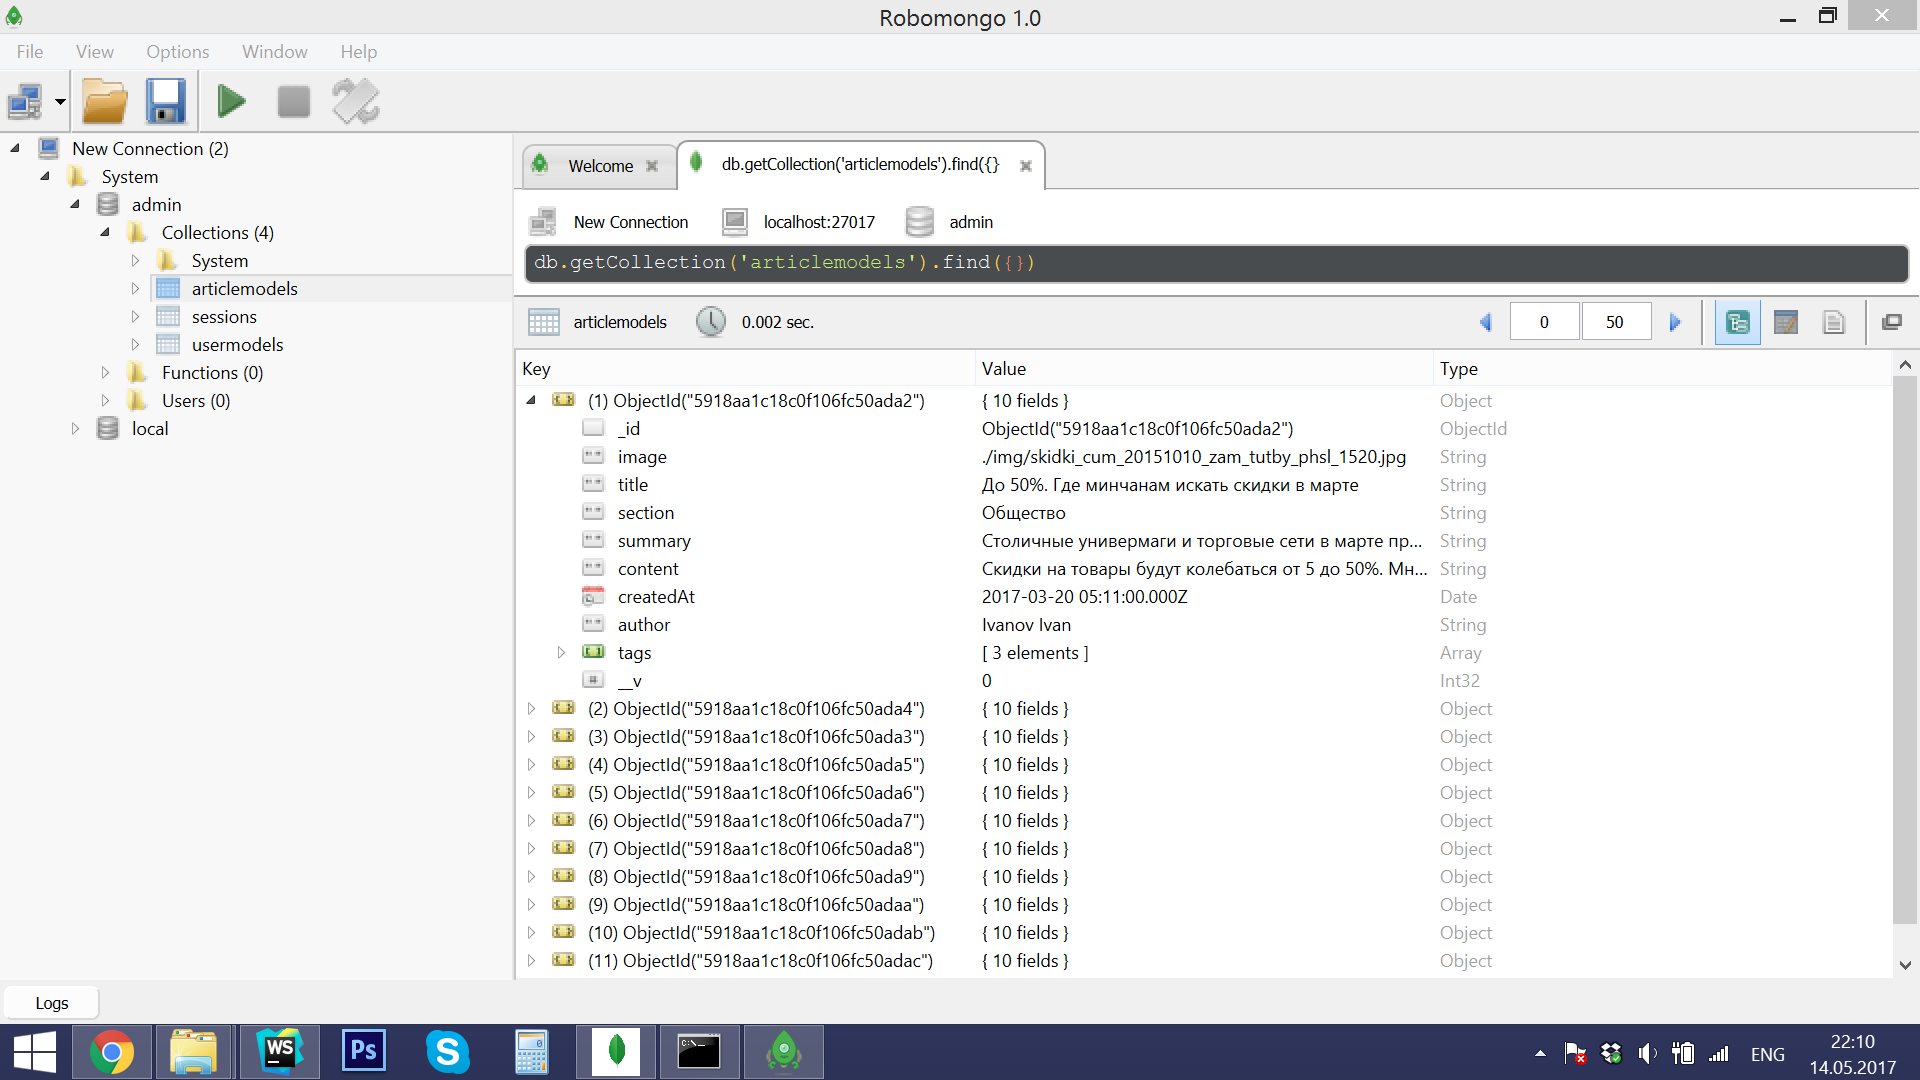 Robomongo 1.0
File View Options Window Help
New Connection (2)
System
admin
Collections (4)
System
articlemodels
sessions
usermodels
Functions (0)
Users (0)
local
Welcome
db.getCollection('articlemodels').find({}
New Connection localhost:27017 admin
db.getCollection('articlemodels').find({})
articlemodels 0.002 sec. 0 50
Key Value Type
(1) ObjectId("5918aa1c18c0f106fc50ada2") { 10 fields } Object
_id ObjectId("5918aa1c18c0f106fc50ada2") ObjectId
image ./img/skidki_cum_20151010_zam_tutby_phsl_1520.jpg String
title До 50%. Где минчанам искать скидки в марте String
section Общество String
summary Столичные универмаги и торговые сети в марте пр... String
content Скидки на товары будут колебаться от 5 до 50%. Мн... String
createdAt 2017-03-20 05:11:00.000Z Date
author Ivanov Ivan String
tags [ 3 elements ] Array
__v 0 Int32
(2) ObjectId("5918aa1c18c0f106fc50ada4") { 10 fields } Object
(3) ObjectId("5918aa1c18c0f106fc50ada3") { 10 fields } Object
(4) ObjectId("5918aa1c18c0f106fc50ada5") { 10 fields } Object
(5) ObjectId("5918aa1c18c0f106fc50ada6") { 10 fields } Object
(6) ObjectId("5918aa1c18c0f106fc50ada7") { 10 fields } Object
(7) ObjectId("5918aa1c18c0f106fc50ada8") { 10 fields } Object
(8) ObjectId("5918aa1c18c0f106fc50ada9") { 10 fields } Object
(9) ObjectId("5918aa1c18c0f106fc50adaa") { 10 fields } Object
(10) ObjectId("5918aa1c18c0f106fc50adab") { 10 fields } Object
(11) ObjectId("5918aa1c18c0f106fc50adac") { 10 fields } Object
Logs
WS Ps S C:\_ ENG
22:10
14.05.2017